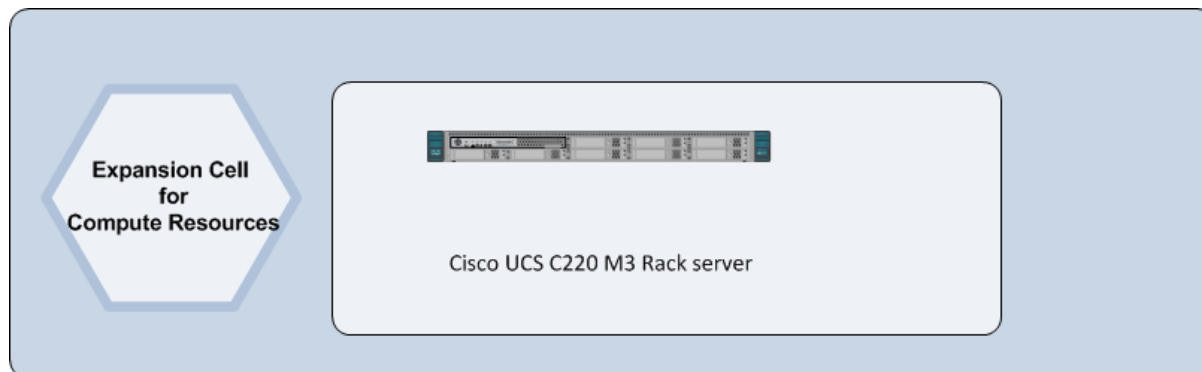 Expansion Cell
for
Compute Resources
Cisco UCS C220 M3 Rack server